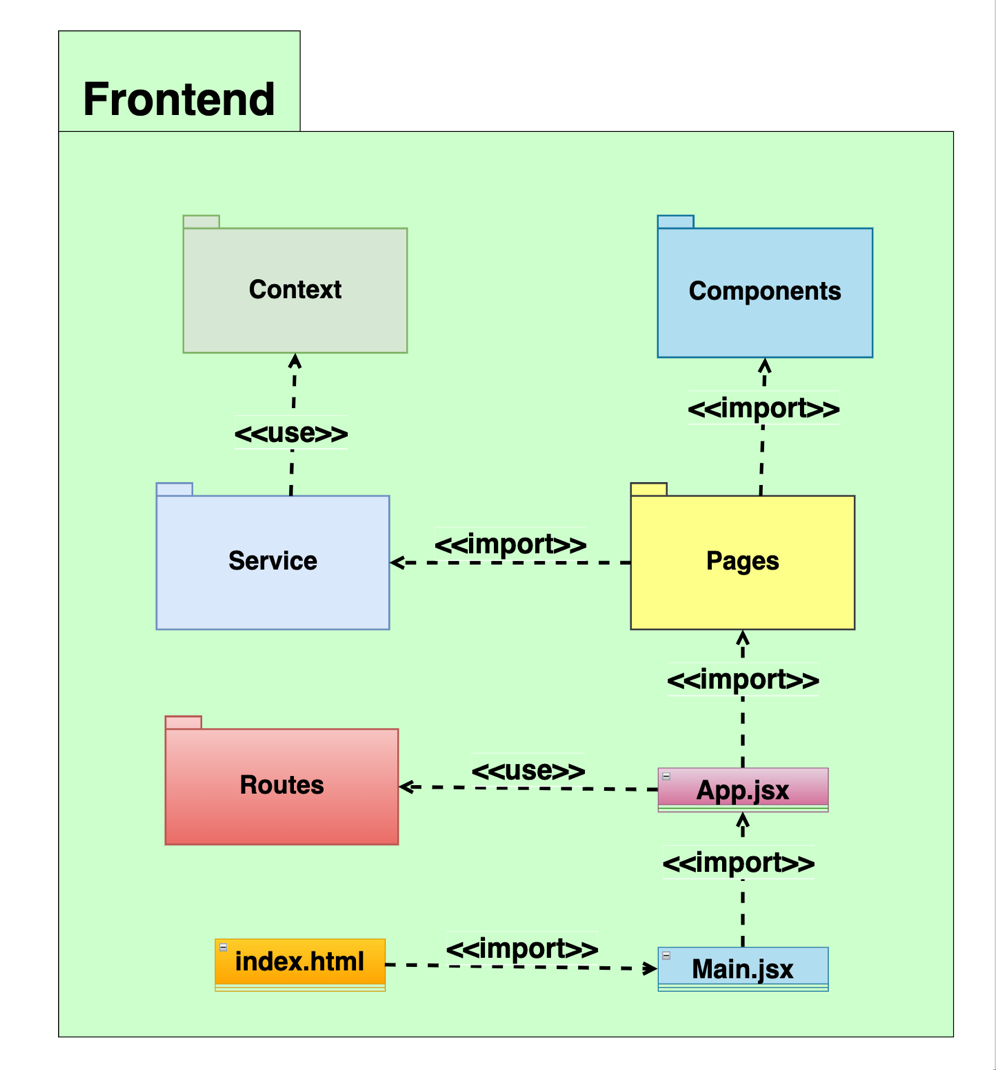 Frontend
Context
Components
<<use>>
<<import>>
Service
<<import>>
Pages
<<import>>
Routes
<<use>>
App.jsx
<<import>>
index.html
<<import>>
Main.jsx